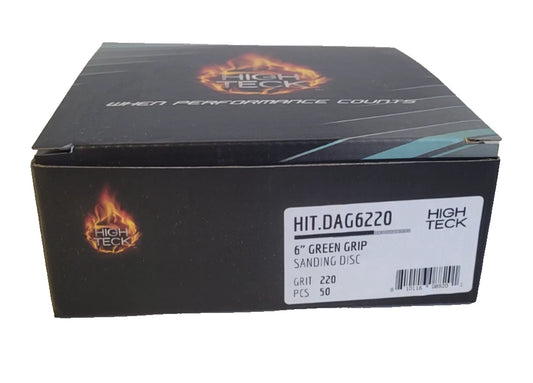 HIGH
TECK
WHEN PERFORMANCE COUNTS
HIGH
TECK
HIT.DAG6220
6" GREEN GRIP
SANDING DISC
GRIT 220
PCS 50
HIGH
TECK